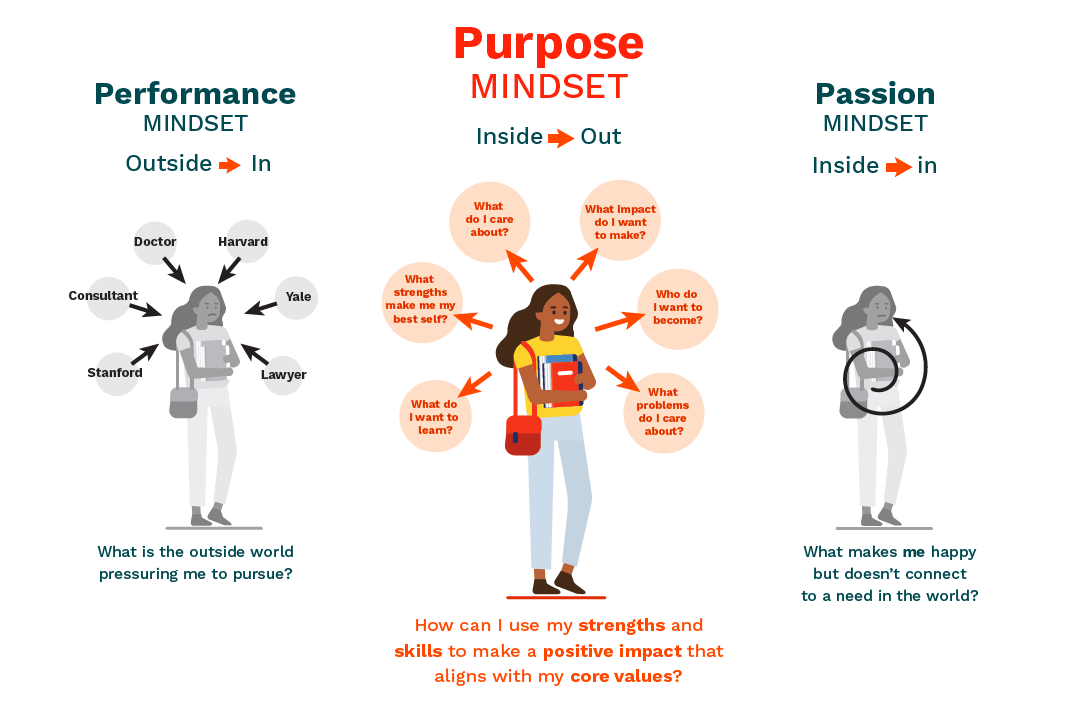 Performance
MINDSET
Outside In
Doctor
Harvard
Consultant
Yale
Stanford
Lawyer
What is the outside world
pressuring me to pursue?
Purpose
MINDSET
Inside Out
What
do I care
about?
What impact
do I want
to make?
What
strengths
make me my
best self?
Who do
I want to
become?
What do
I want to
learn?
What
problems
do I care
about?
How can I use my strengths and
skills to make a positive impact that
aligns with my core values?
Passion
MINDSET
Inside in
What makes me happy
but doesn’t connect
to a need in the world?